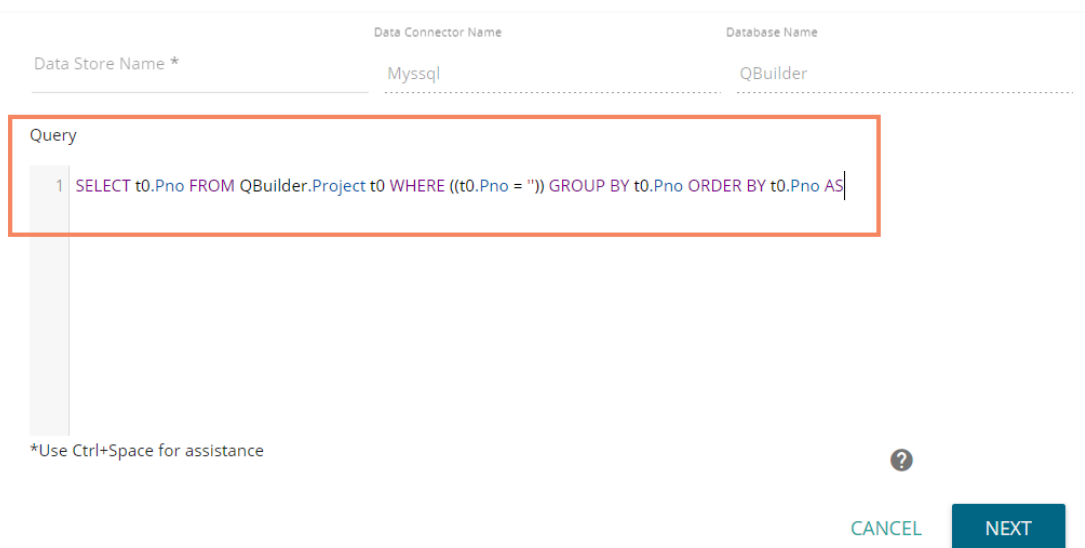 Data Connector Name
Database Name
Data Store Name *
Myssql
QBuilder
Query
1 SELECT t0.Pno FROM QBuilder.Project t0 WHERE ((t0.Pno = '')) GROUP BY t0.Pno ORDER BY t0.Pno AS
*Use Ctrl+Space for assistance
?
CANCEL
NEXT